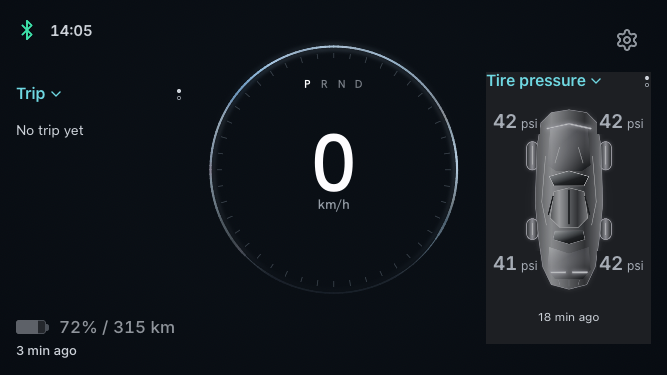 14:05
Trip
No trip yet
P R N D
0
km/h
Tire pressure
42 psi 42 psi
41 psi 42 psi
18 min ago
72% / 315 km
3 min ago